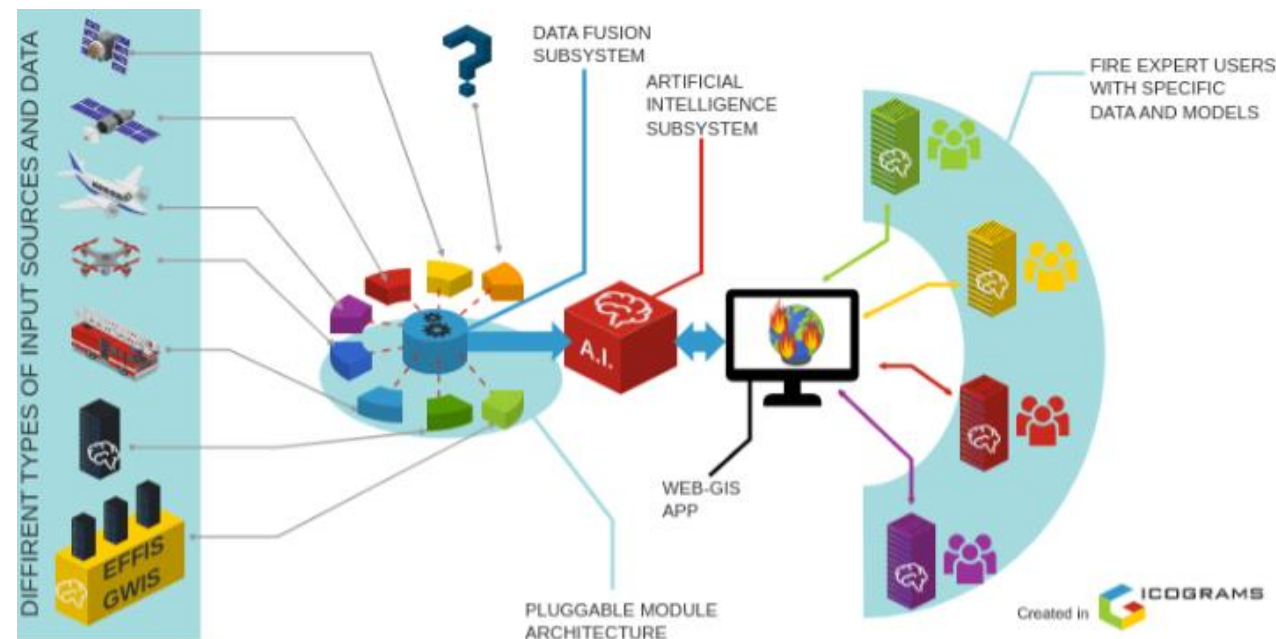 DIFFIRENT TYPES OF INPUT SOURCES AND DATA
DATA FUSION
SUBSYSTEM
ARTIFICIAL
INTELLIGENCE
SUBSYSTEM
FIRE EXPERT USERS
WITH SPECIFIC
DATA AND MODELS
?
A.I.
WEB-GIS
APP
EFFIS
GWIS
PLUGGABLE MODULE
ARCHITECTURE
Created in
ICOGRAMS